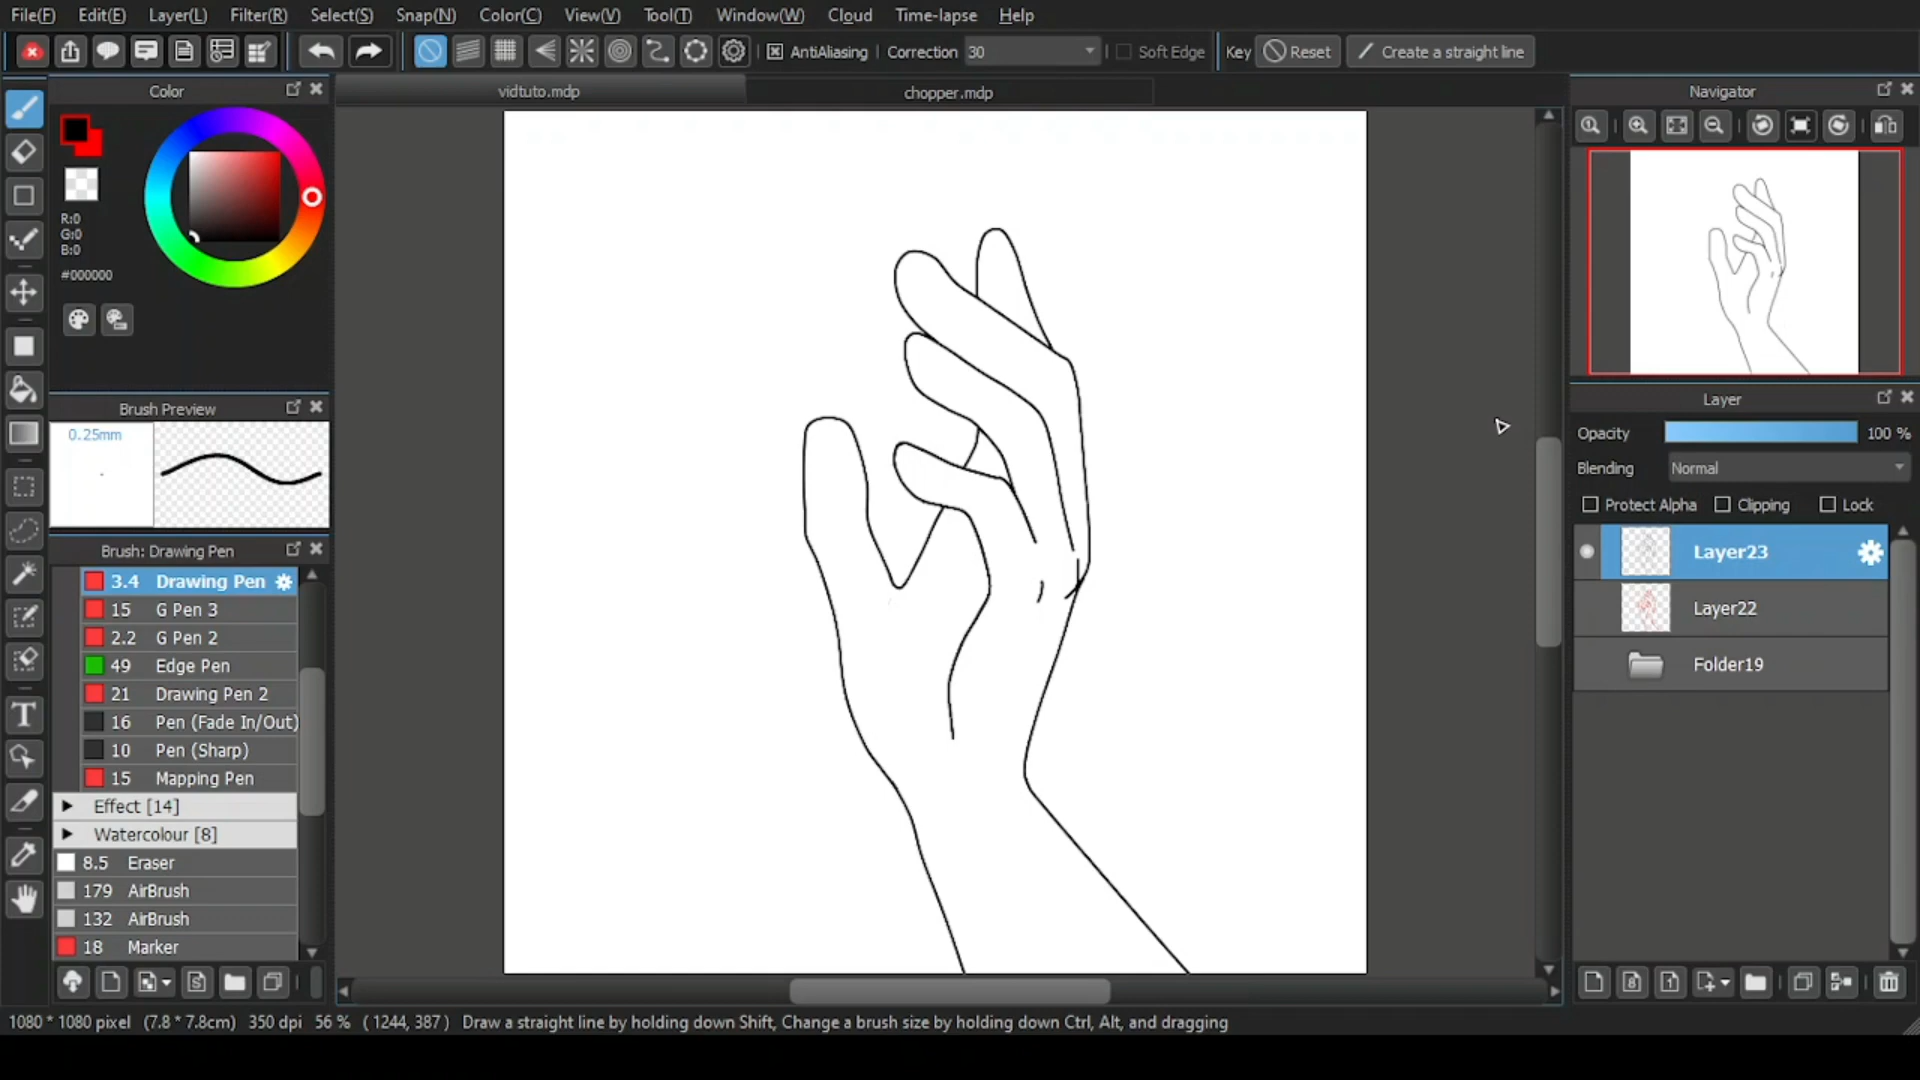 File(F) Edit(E) Layer(L) Filter(R) Select(S) Snap(N) Color(C) View(V) Tool(T) Window(W) Cloud Time-lapse Help
AntiAliasing Correction 30 Soft Edge Key Reset Create a straight line
Color
vidtuto.mdp
chopper.mdp
Navigator
R:0
G:0
B:0
#000000
Layer
Brush Preview
0.25mm
Opacity 100 %
Blending Normal
Protect Alpha Clipping Lock
Brush: Drawing Pen
Layer23
3.4 Drawing Pen
15 G Pen 3
Layer22
2.2 G Pen 2
49 Edge Pen
Folder19
21 Drawing Pen 2
16 Pen (Fade In/Out)
10 Pen (Sharp)
15 Mapping Pen
Effect [14]
Watercolour [8]
8.5 Eraser
179 AirBrush
132 AirBrush
18 Marker
1080 * 1080 pixel (7.8 * 7.8cm) 350 dpi 56 % ( 1244, 387 ) Draw a straight line by holding down Shift, Change a brush size by holding down Ctrl, Alt, and dragging